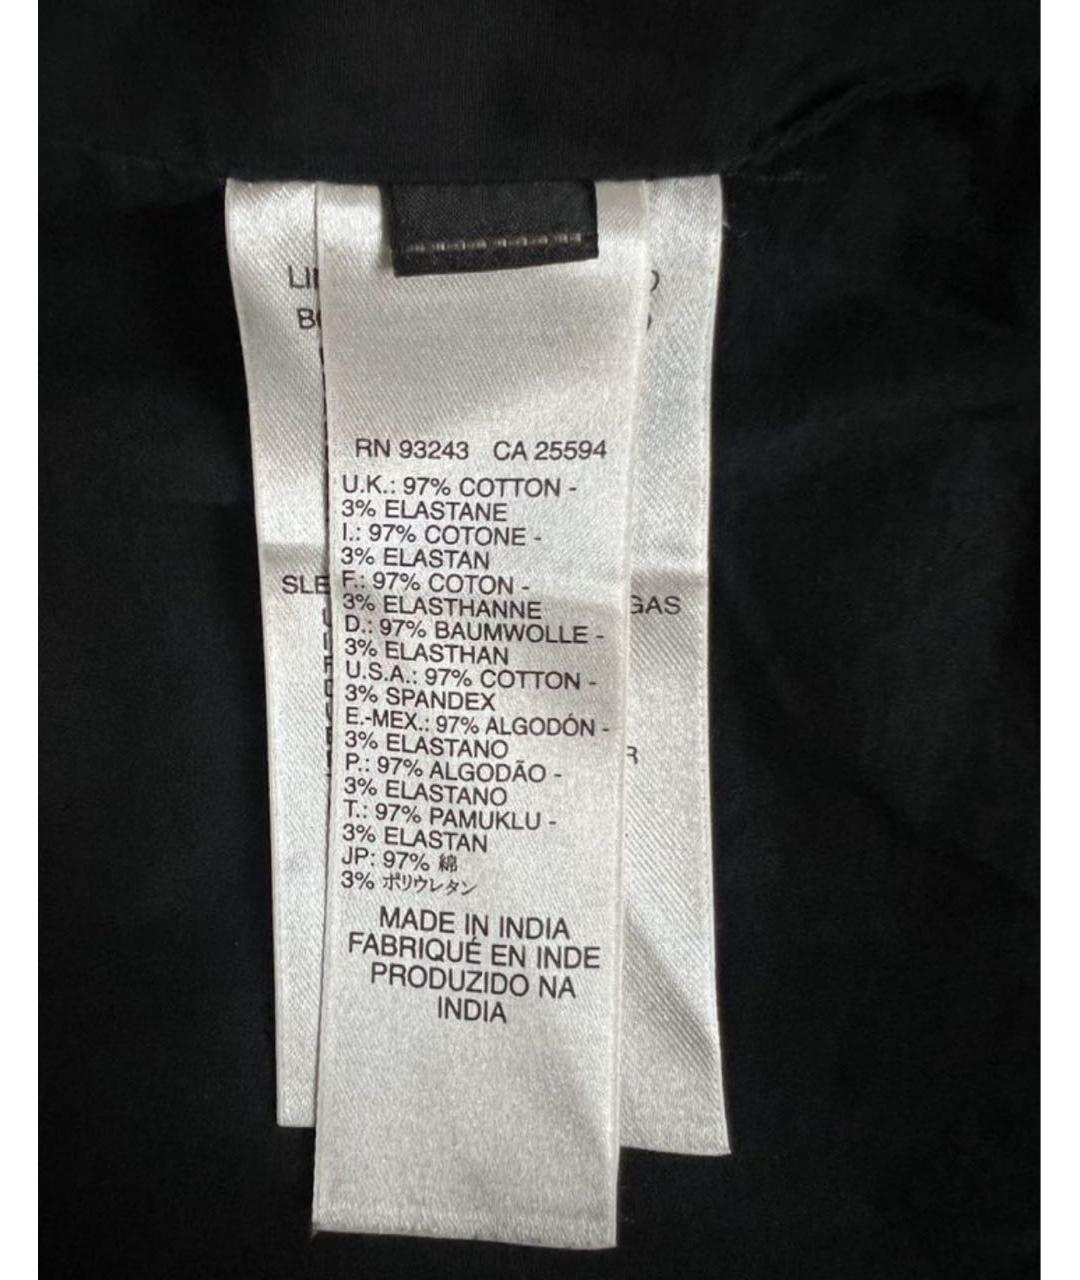 RN 93243 CA 25594
U.K.: 97% COTTON -
3% ELASTANE
I.: 97% COTONE -
3% ELASTAN
F.: 97% COTON -
3% ELASTHANNE
D.: 97% BAUMWOLLE -
3% ELASTHAN
U.S.A.: 97% COTTON -
3% SPANDEX
E.-MEX.: 97% ALGODÓN -
3% ELASTANO
P.: 97% ALGODÃO -
3% ELASTANO
T.: 97% PAMUKLU -
3% ELASTAN
JP: 97% 綿
3% ポリウレタン
MADE IN INDIA
FABRIQUÉ EN INDE
PRODUZIDO NA
INDIA